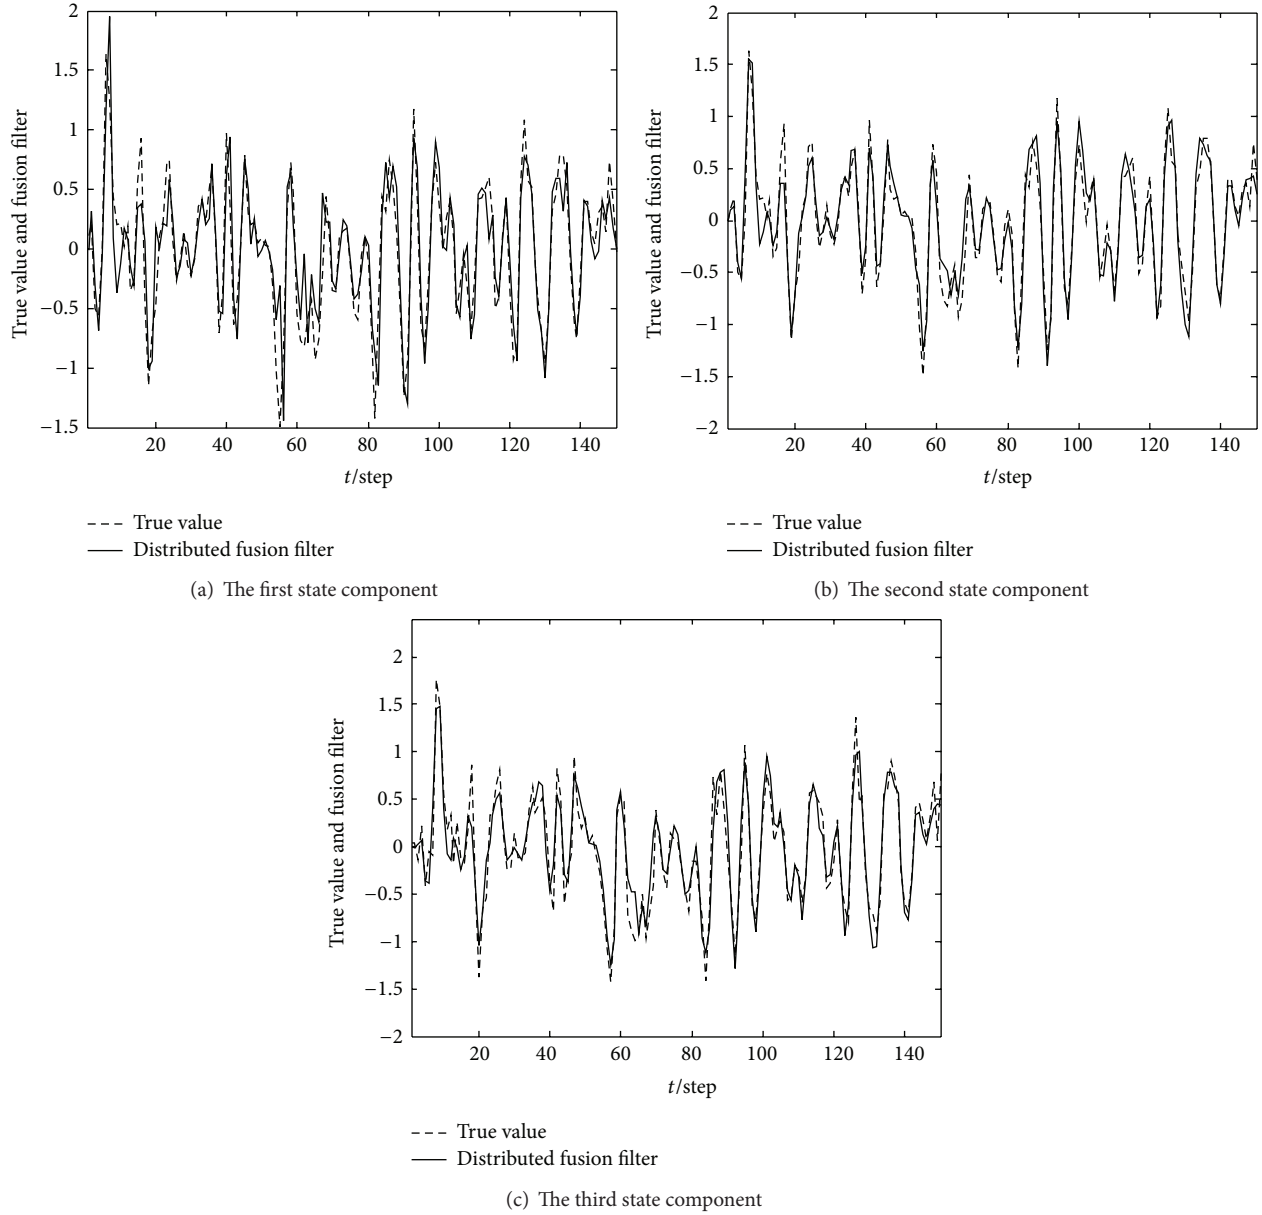 True value and fusion filter
2
1.5
1
0.5
0
−0.5
−1
−1.5
20 40 60 80 100 120 140
t/step
True value
Distributed fusion filter
(a) The first state component
True value and fusion filter
2
1.5
1
0.5
0
−0.5
−1
−1.5
−2
20 40 60 80 100 120 140
t/step
True value
Distributed fusion filter
(b) The second state component
True value and fusion filter
2
1.5
1
0.5
0
−0.5
−1
−1.5
−2
20 40 60 80 100 120 140
t/step
True value
Distributed fusion filter
(c) The third state component